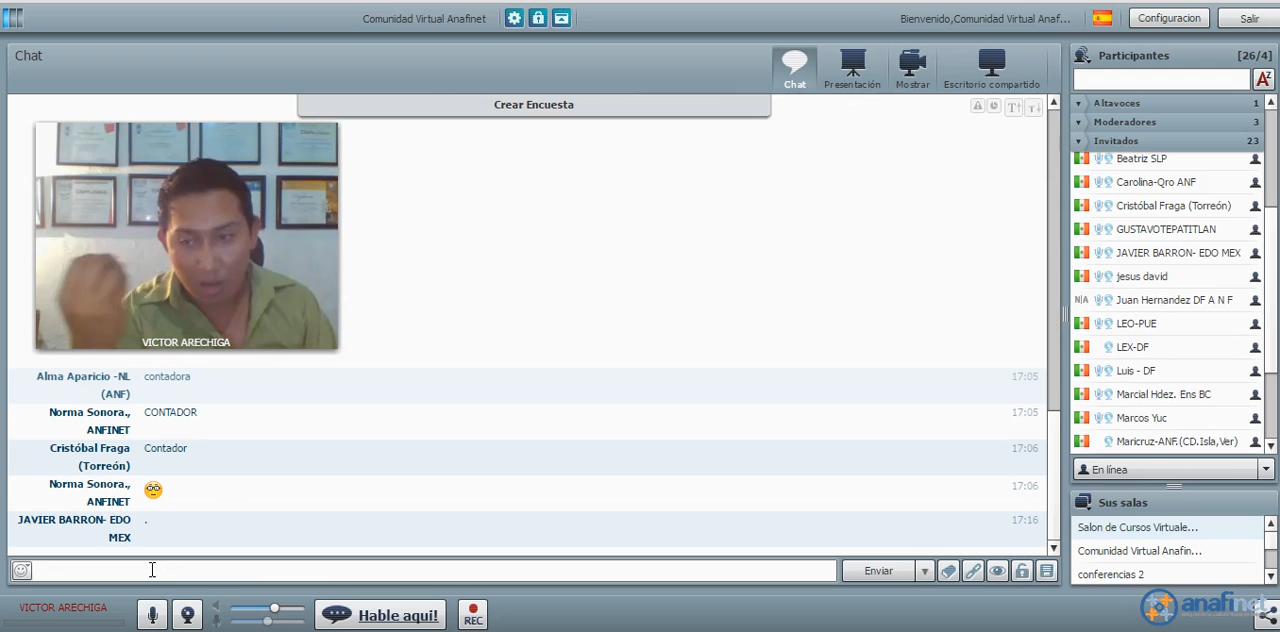 Comunidad Virtual Anafinet
Bienvenido,Comunidad Virtual Anaf...
Configuracion
Salir
Chat
Chat
Presentación
Mostrar
Escritorio compartido
Crear Encuesta
VICTOR ARECHIGA
Alma Aparicio -NL
(ANF)
contadora
17:05
Norma Sonora.,
ANFINET
CONTADOR
17:05
Cristóbal Fraga
(Torreón)
Contador
17:06
Norma Sonora.,
ANFINET
17:06
JAVIER BARRON- EDO
MEX
.
17:16
Enviar
VICTOR ARECHIGA
Hable aqui!
REC
Participantes
[26/4]
AZ
Altavoces 1
Moderadores 3
Invitados 23
Beatriz SLP
Carolina-Qro ANF
Cristóbal Fraga (Torreón)
GUSTAVOTEPATITLAN
JAVIER BARRON- EDO MEX
jesus david
N|A Juan Hernandez DF A N F
LEO-PUE
LEX-DF
Luis - DF
Marcial Hdez. Ens BC
Marcos Yuc
Maricruz-ANF.(CD.Isla,Ver)
En línea
Sus salas
Salon de Cursos Virtuale...
Comunidad Virtual Anafin...
conferencias 2
anafinet